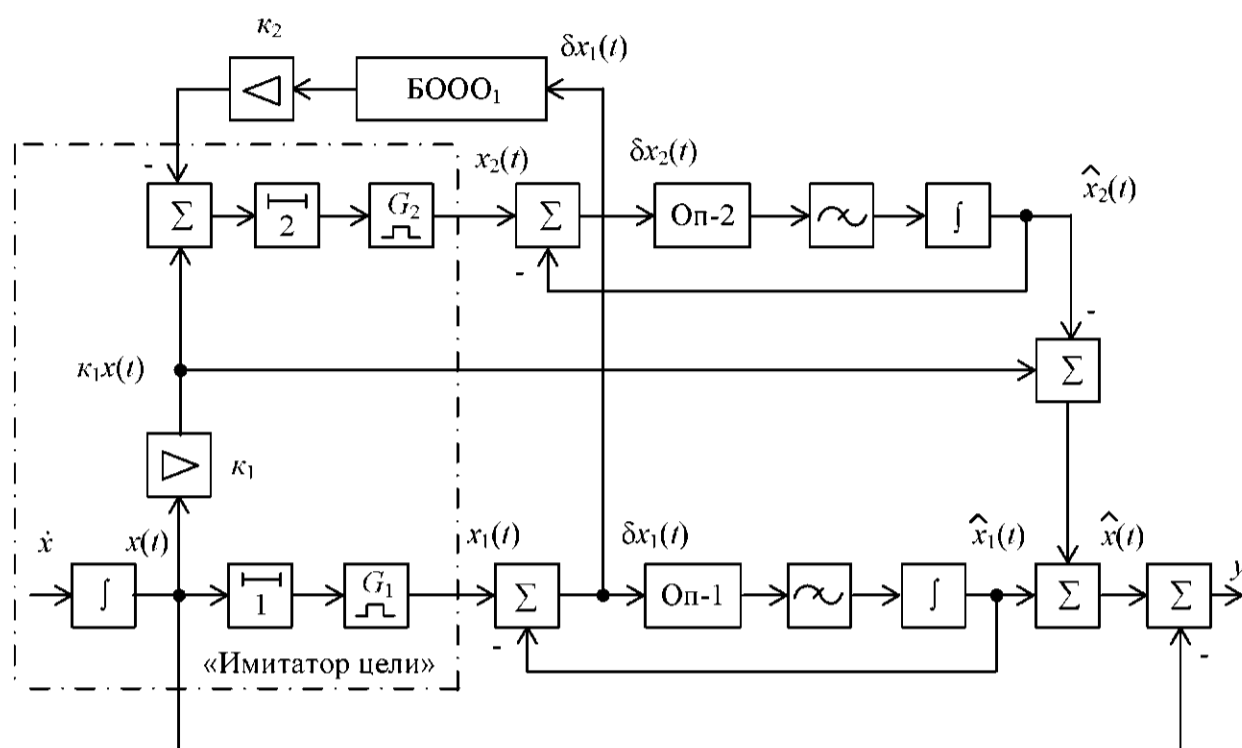 κ₂
δx₁(t)
БООО₁
-
x₂(t)
δx₂(t)
x̂₂(t)
Σ
2
G₂
Σ
Оп-2
∫
-
-
κ₁x(t)
Σ
κ₁
ẋ
x(t)
x₁(t)
δx₁(t)
x̂₁(t)
x̂(t)
y
∫
1
G₁
Σ
Оп-1
∫
Σ
Σ
-
-
«Имитатор цели»